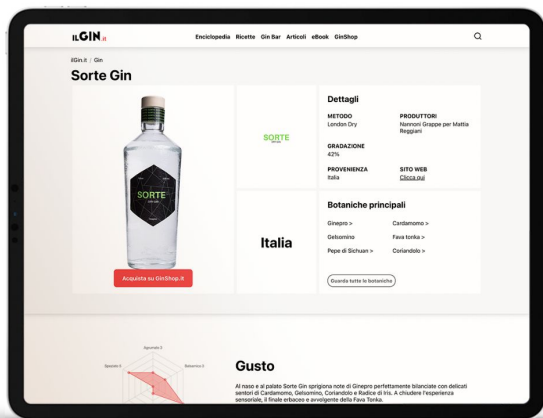 ILGIN.it
Enciclopedia Ricette Gin Bar Articoli eBook GinShop
ilGin.it | Gin
Sorte Gin
SORTE
Acquista su GinShop.it
SORTE
Italia
Dettagli
METODO
London Dry
PRODUTTORI
Nannoni Grappe per Mattia
Reggiani
GRADAZIONE
42%
PROVENIENZA
Italia
SITO WEB
Clicca qui
Botaniche principali
Ginepro > Cardamomo >
Gelsomino Fava tonka >
Pepe di Sichuan > Coriandolo >
Guarda tutte le botaniche
Gusto
Al naso e al palato Sorte Gin sprigiona note di Ginepro perfettamente bilanciate con delicati
sentori di Cardamomo, Gelsomino, Coriandolo e Radice di Iris. A chiudere l'esperienza
sensoriale, il finale erbaceo e avvolgente della Fava Tonka.